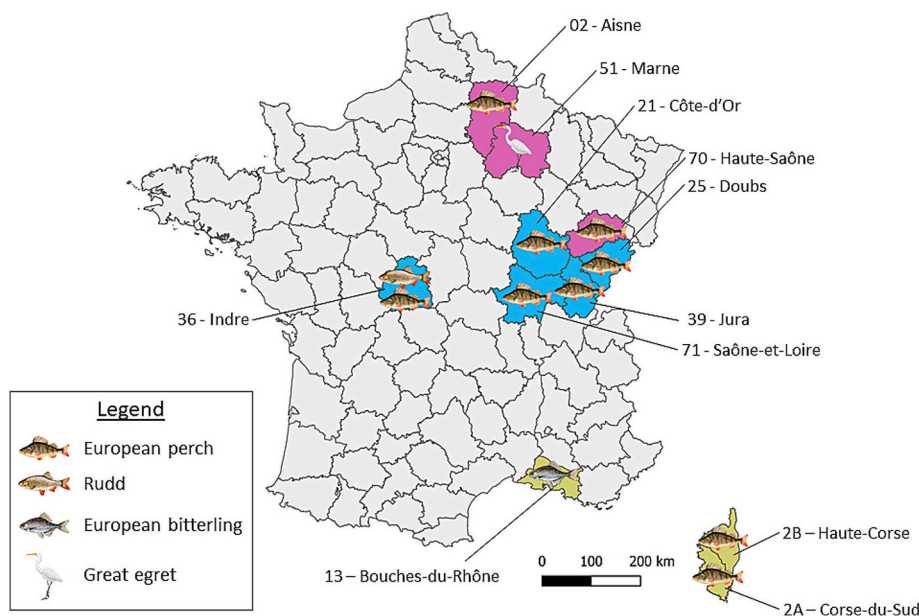 02 - Aisne
51 - Marne
21 - Côte-d'Or
70 - Haute-Saône
25 - Doubs
36 - Indre
39 - Jura
71 - Saône-et-Loire
Legend
European perch
Rudd
European bitterling
Great egret
13 – Bouches-du-Rhône
0 100 200 km
2B – Haute-Corse
2A – Corse-du-Sud